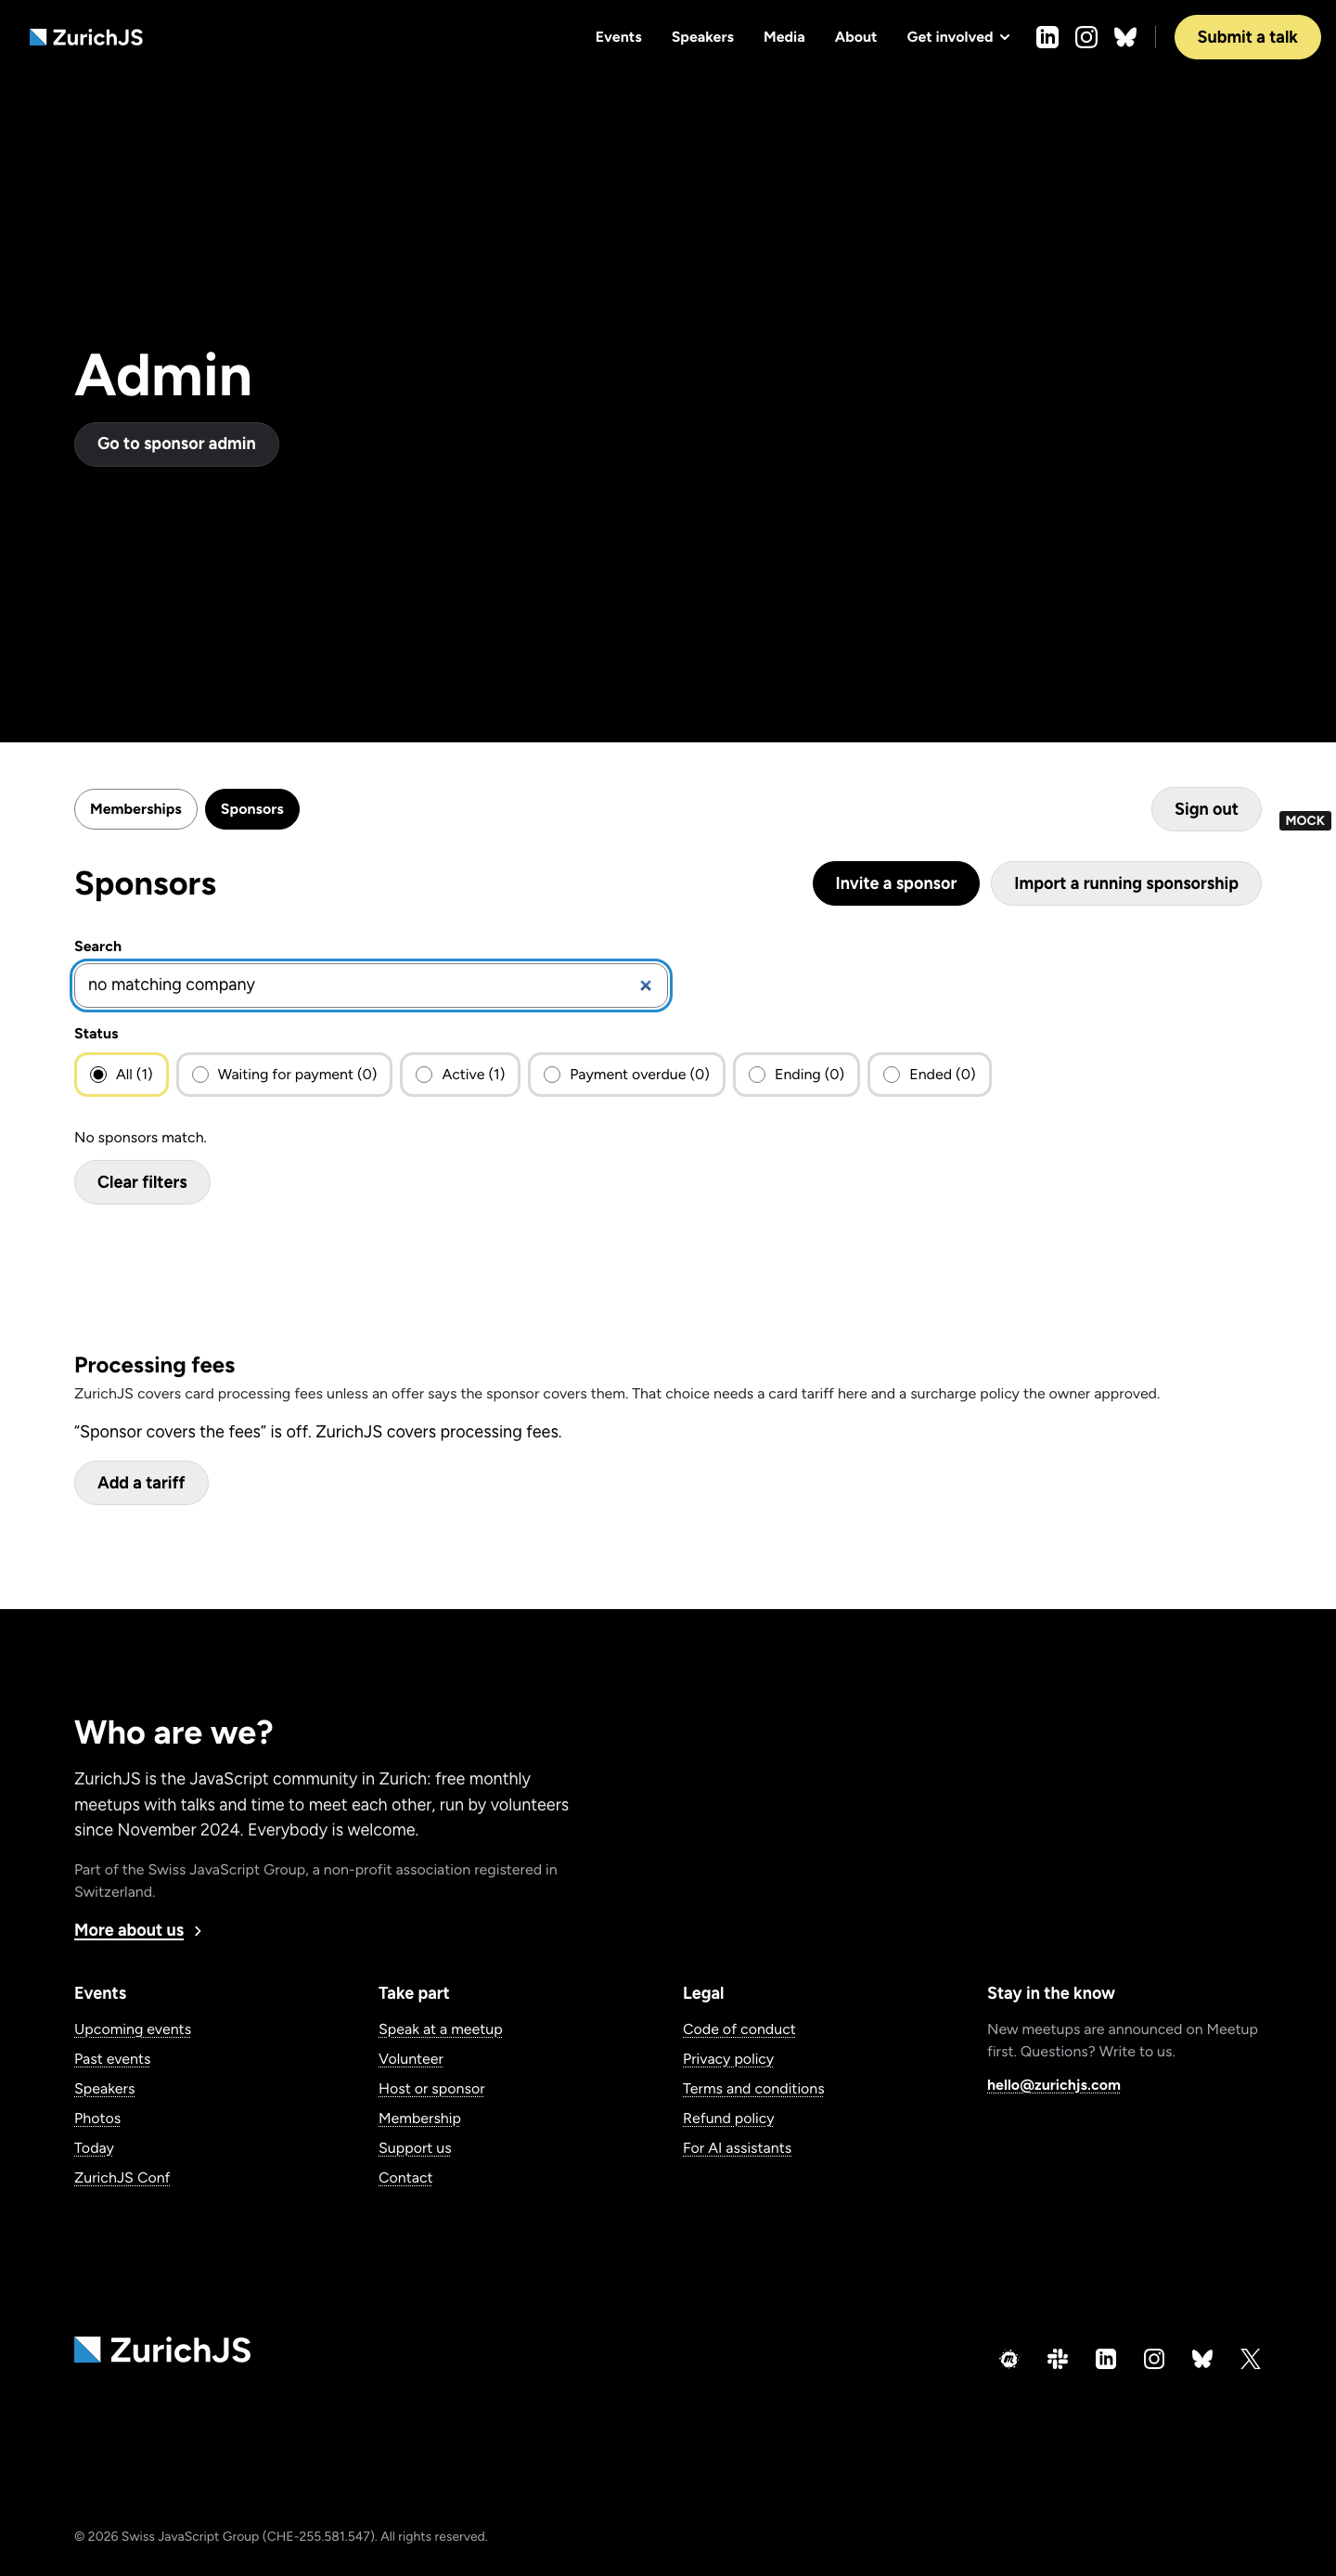 ZurichJS
Events
Speakers
Media
About
Get involved
Submit a talk
Admin
Go to sponsor admin
Memberships
Sponsors
Sign out
MOCK
Sponsors
Invite a sponsor
Import a running sponsorship
Search
no matching company
Status
All (1)
Waiting for payment (0)
Active (1)
Payment overdue (0)
Ending (0)
Ended (0)
No sponsors match.
Clear filters
Processing fees
ZurichJS covers card processing fees unless an offer says the sponsor covers them. That choice needs a card tariff here and a surcharge policy the owner approved.
“Sponsor covers the fees” is off. ZurichJS covers processing fees.
Add a tariff
Who are we?
ZurichJS is the JavaScript community in Zurich: free monthly
meetups with talks and time to meet each other, run by volunteers
since November 2024. Everybody is welcome.
Part of the Swiss JavaScript Group, a non-profit association registered in
Switzerland.
More about us
Events
Upcoming events
Past events
Speakers
Photos
Today
ZurichJS Conf
Take part
Speak at a meetup
Volunteer
Host or sponsor
Membership
Support us
Contact
Legal
Code of conduct
Privacy policy
Terms and conditions
Refund policy
For AI assistants
Stay in the know
New meetups are announced on Meetup
first. Questions? Write to us.
hello@zurichjs.com
ZurichJS
© 2026 Swiss JavaScript Group (CHE-255.581.547). All rights reserved.